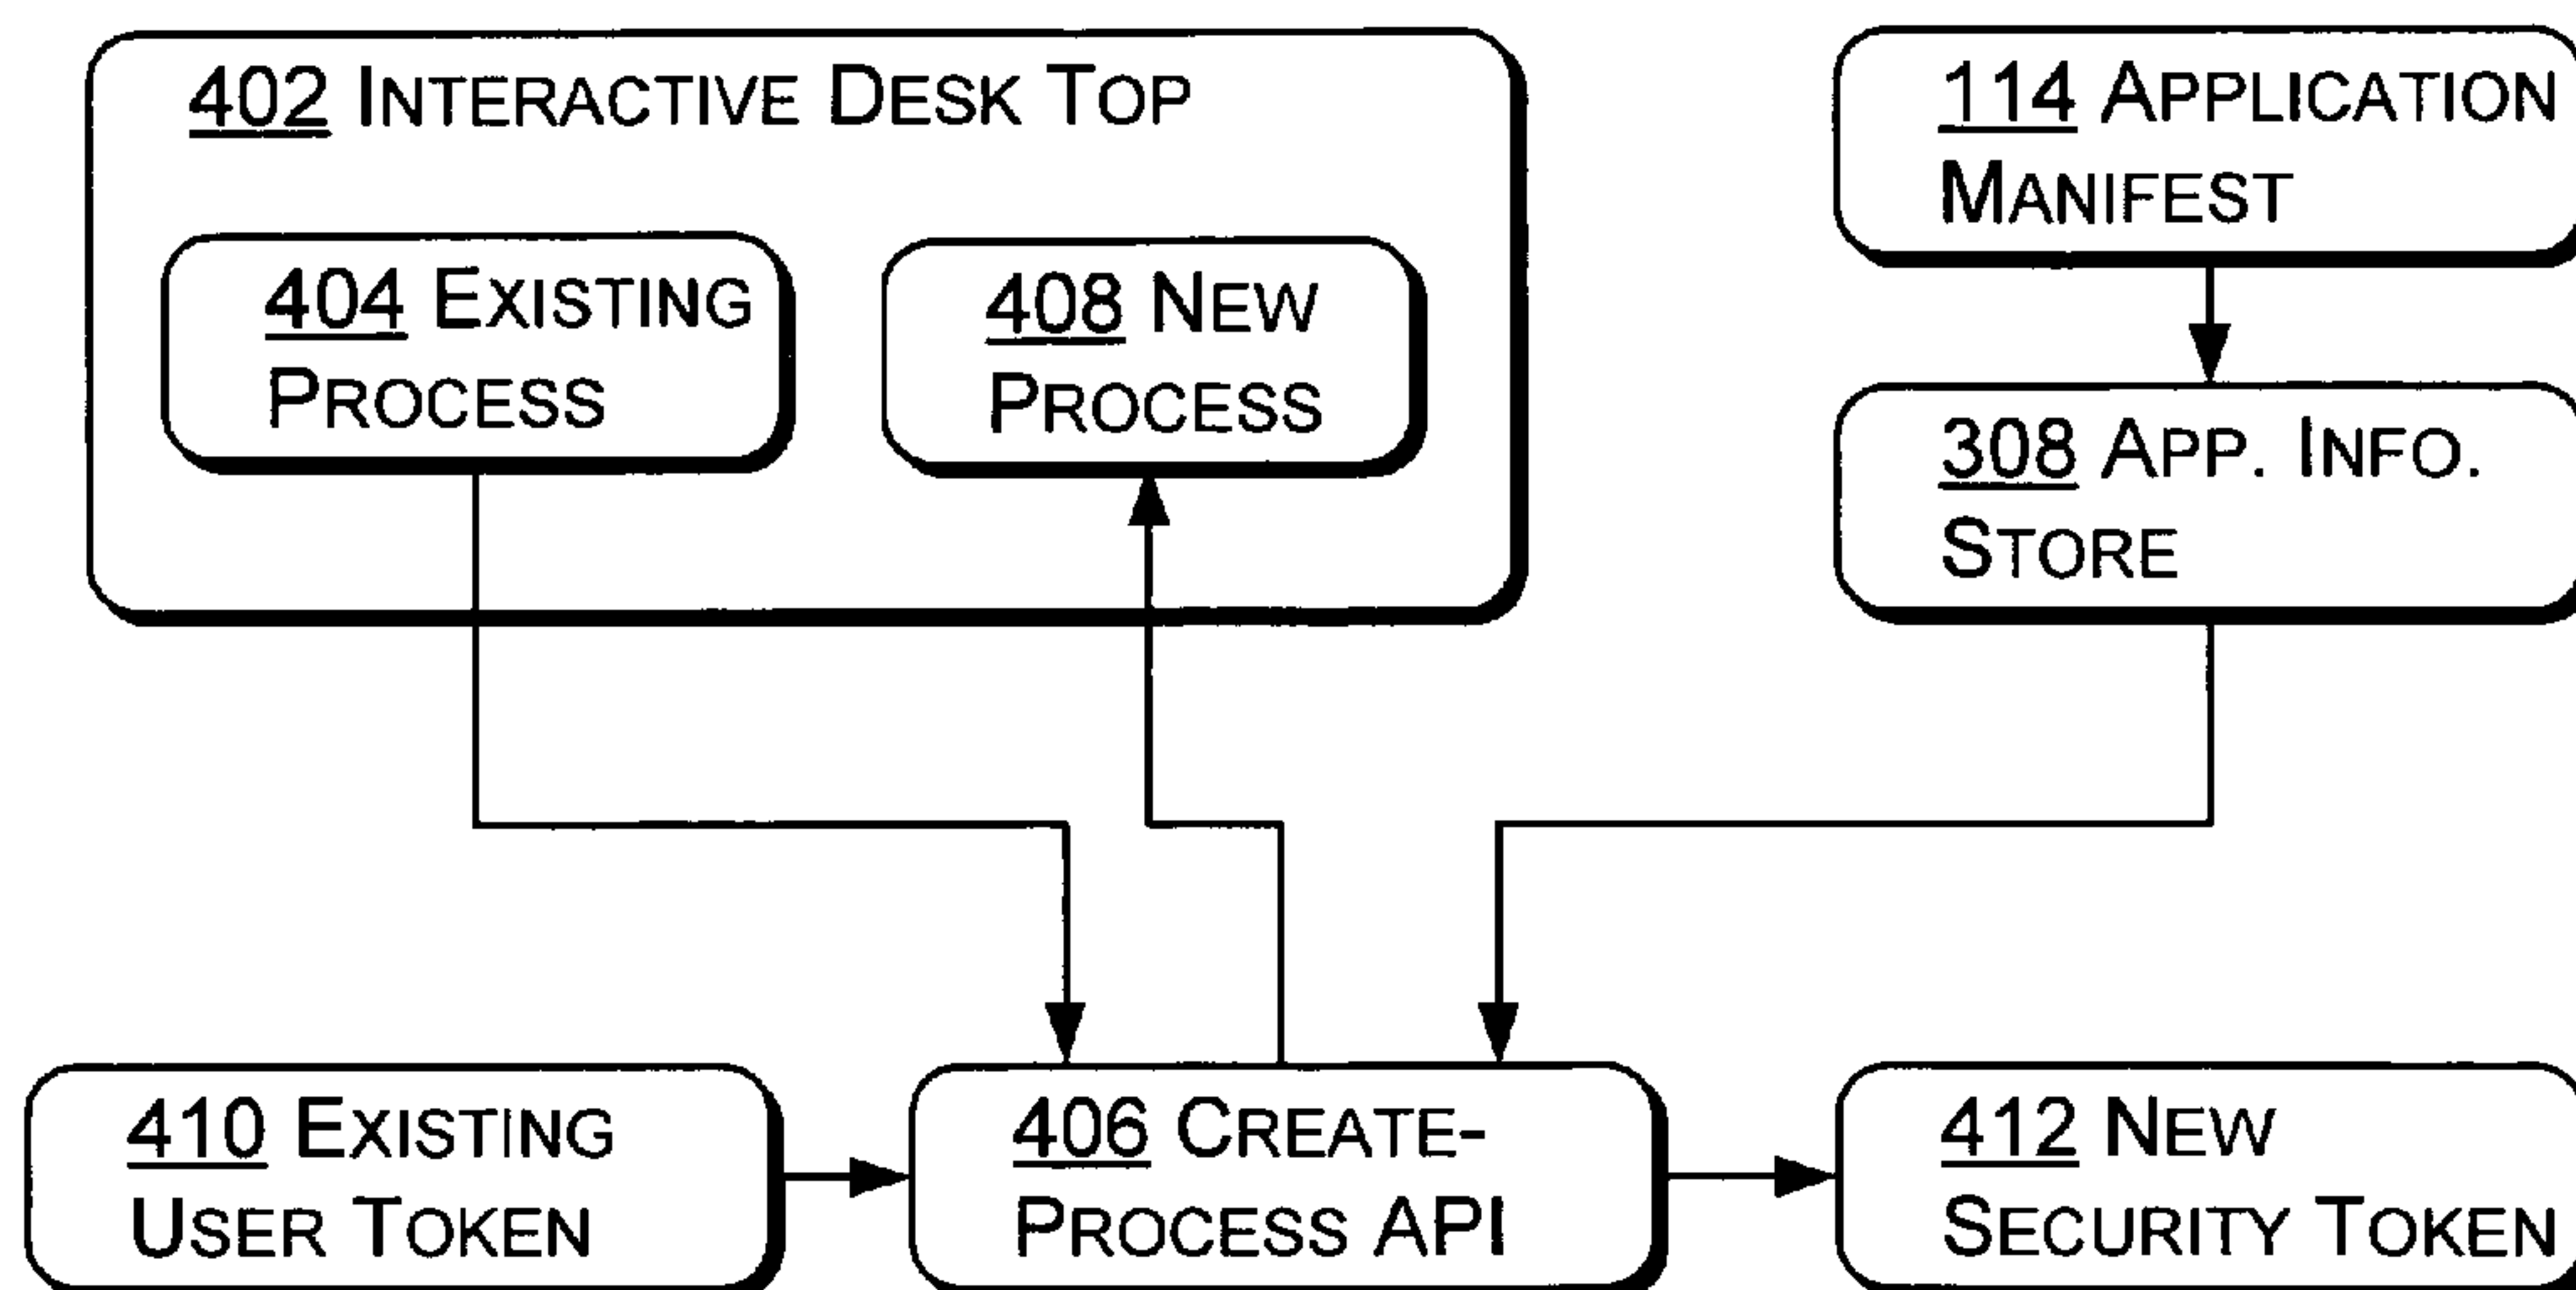 402 INTERACTIVE DESK TOP
404 EXISTING
PROCESS
408 NEW
PROCESS
114 APPLICATION
MANIFEST
308 APP. INFO.
STORE
410 EXISTING
USER TOKEN
406 CREATE-
PROCESS API
412 NEW
SECURITY TOKEN